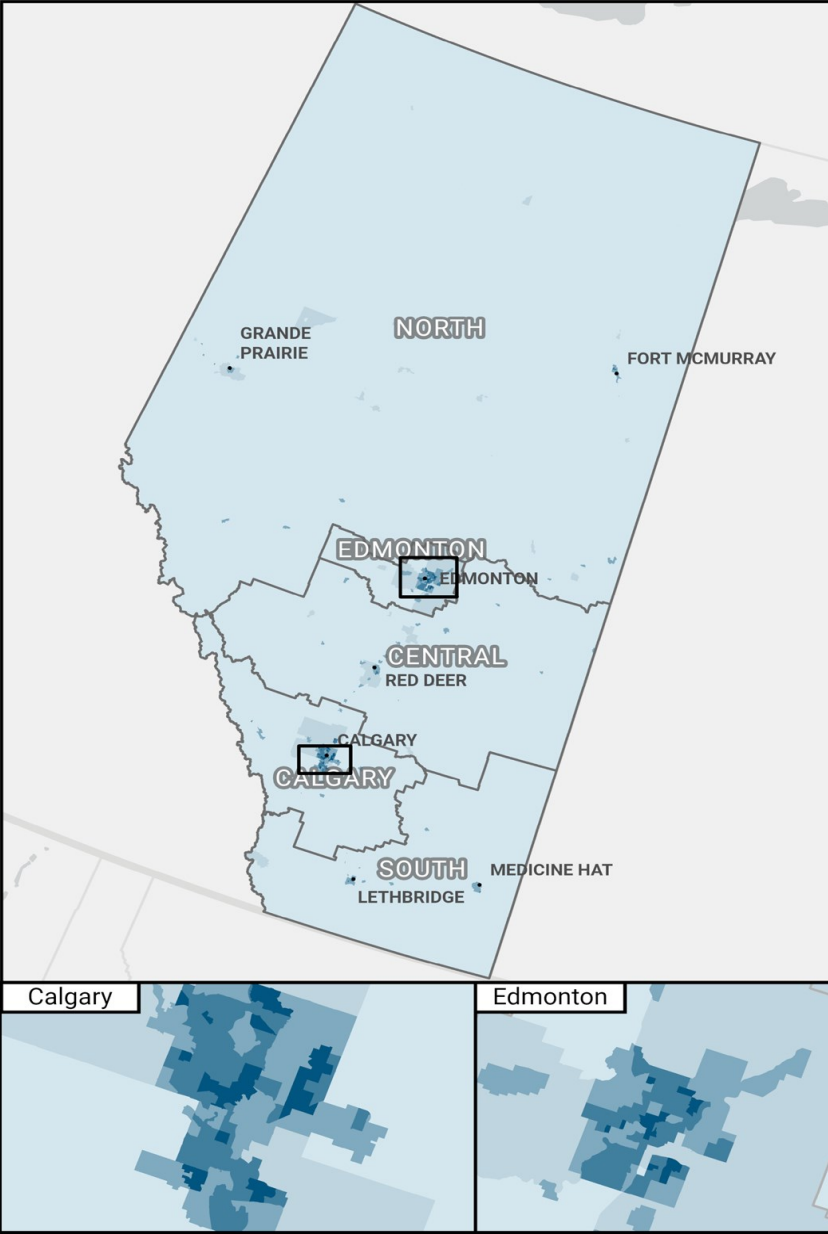 NORTH
GRANDE
PRAIRIE
FORT MCMURRAY
EDMONTON
EDMONTON
CENTRAL
RED DEER
CALGARY
CALGARY
SOUTH
MEDICINE HAT
LETHBRIDGE
Calgary
Edmonton